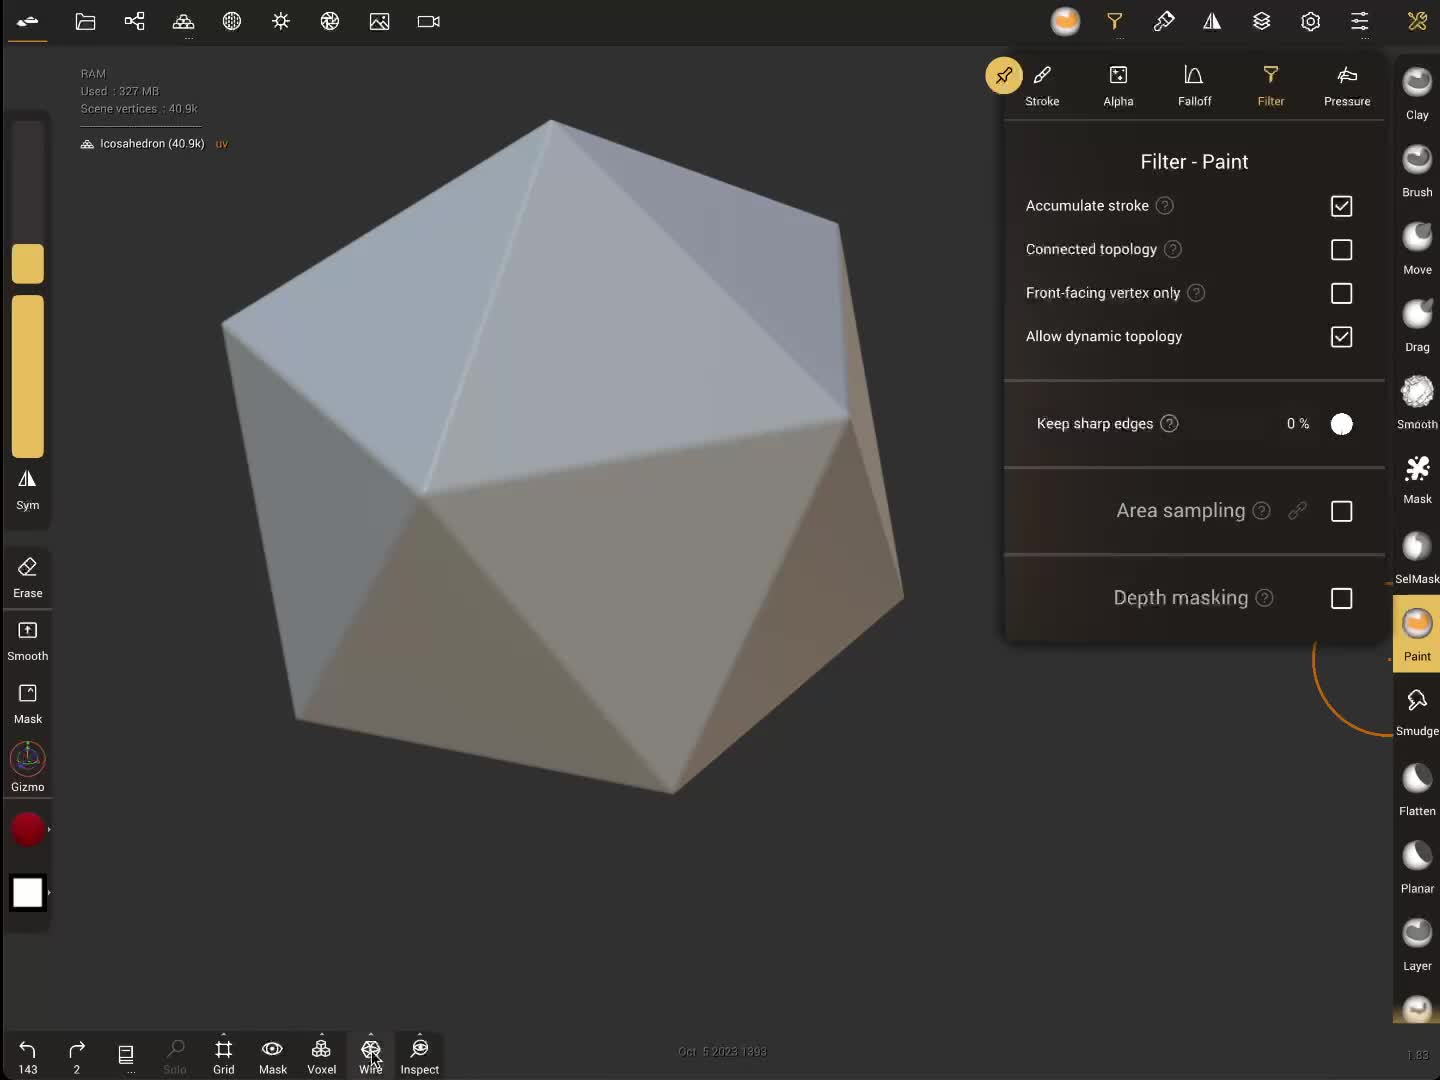 RAM
Used : 327 MB
Scene vertices : 40.9k
Icosahedron (40.9k) uv
Sym
Erase
Smooth
Mask
Gizmo
Stroke Alpha Falloff Filter Pressure
Filter - Paint
Accumulate stroke ?
Connected topology ?
Front-facing vertex only ?
Allow dynamic topology
Keep sharp edges ? 0 %
Area sampling ?
Depth masking ?
Clay
Brush
Move
Drag
Smooth
Mask
SelMask
Paint
Smudge
Flatten
Planar
Layer
143 2 ... Solo Grid Mask Voxel Wire Inspect
Oct 5 2023 1393
1.83